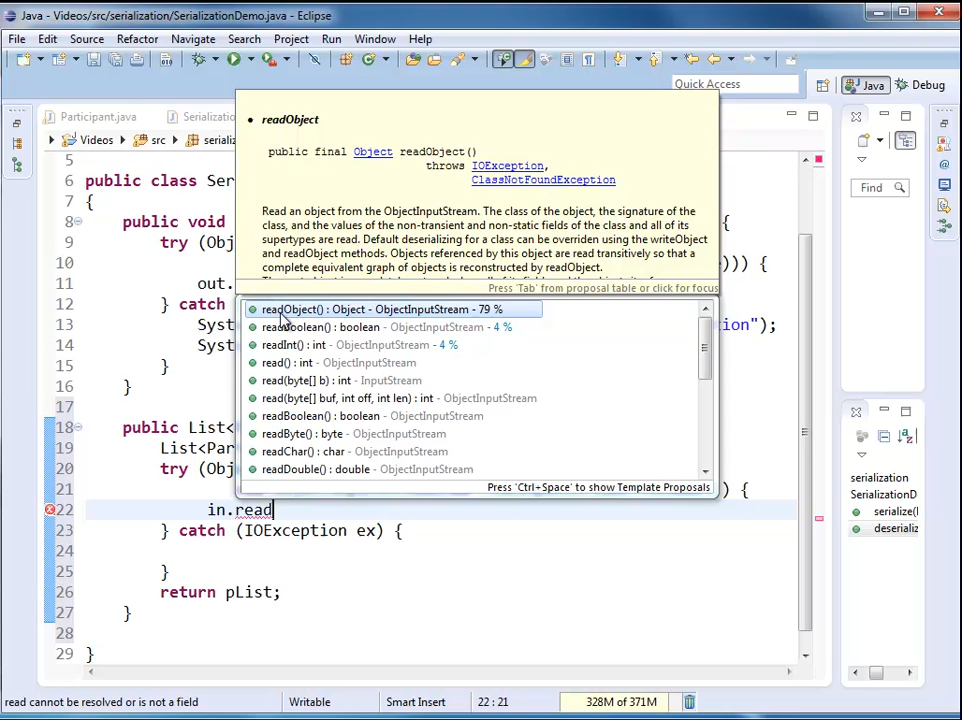 Java - Videos/src/serialization/SerializationDemo.java - Eclipse
File Edit Source Refactor Navigate Search Project Run Window Help
Quick Access
Java Debug
Participant.java
Videos
src
Find
readObject
public final Object readObject()
throws IOException,
ClassNotFoundException
Read an object from the ObjectInputStream. The class of the object, the signature of the
class, and the values of the non-transient and non-static fields of the class and all of its
supertypes are read. Default deserializing for a class can be overriden using the writeObject
and readObject methods. Objects referenced by this object are read transitively so that a
complete equivalent graph of objects is reconstructed by readObject.
Press 'Tab' from proposal table or click for focus
readObject() : Object - ObjectInputStream - 79 %
readBoolean() : boolean - ObjectInputStream - 4 %
readInt() : int - ObjectInputStream - 4 %
read() : int - ObjectInputStream
read(byte[] b) : int - InputStream
read(byte[] buf, int off, int len) : int - ObjectInputStream
readBoolean() : boolean - ObjectInputStream
readByte() : byte - ObjectInputStream
readChar() : char - ObjectInputStream
readDouble() : double - ObjectInputStream
Press 'Ctrl+Space' to show Template Proposals
5
6 public class Ser
7 {
8 public void {
9 try (Obj ))) {
10 out.
11 } catch
12 Syst ion");
13 Syst
14 }
15 }
16
17
18 public List<
19 List<Par
20 try (Obj
21 ) {
22 in.read
23 } catch (IOException ex) {
24
25 }
26 return pList;
27 }
28
29 }
serialization
SerializationD
serialize(l
deserializ
read cannot be resolved or is not a field
Writable
Smart Insert
22 : 21
328M of 371M